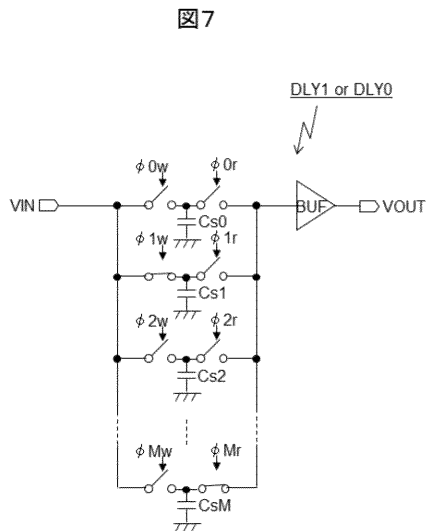 図7
DLY1 or DLY0
φ0w φ0r
VIN BUF VOUT
Cs0
φ1w φ1r
Cs1
φ2w φ2r
Cs2
φMw φMr
CsM